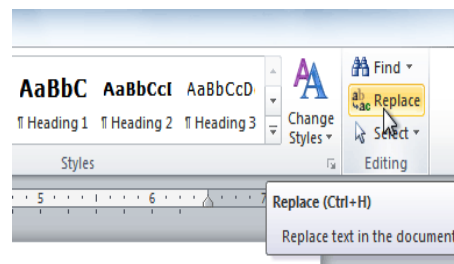 AaBbC AaBbCcI AaBbCcD
¶ Heading 1 ¶ Heading 2 ¶ Heading 3
Change
Styles
Find
Replace
Select
Styles
Editing
5 6 7
Replace (Ctrl+H)
Replace text in the document